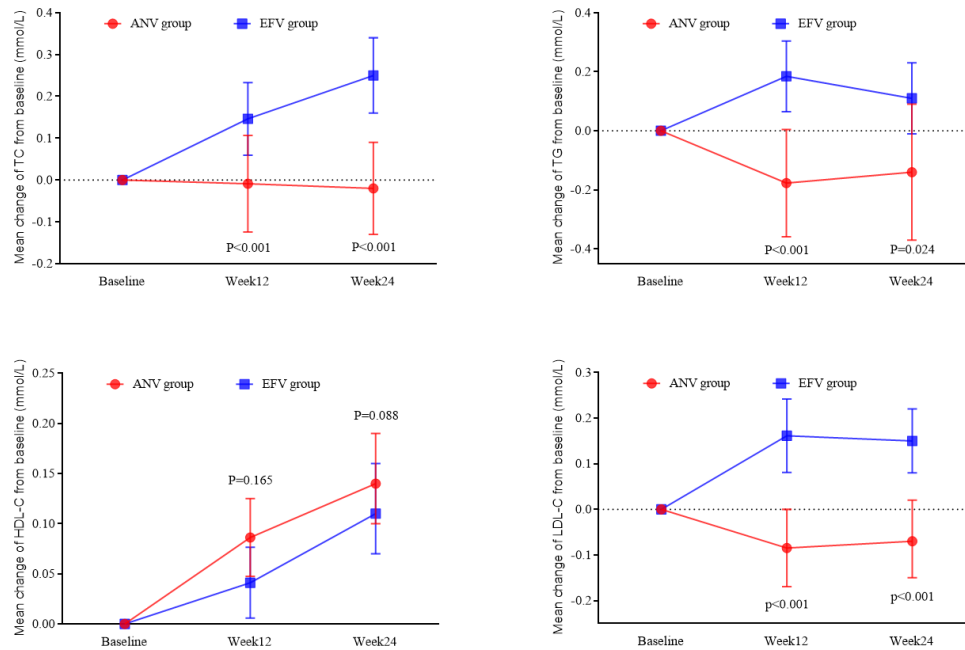 ANV group EFV group
Mean change of TC from baseline (mmol/L)
0.4
0.3
0.2
0.1
0.0
-0.1
-0.2
P<0.001 P<0.001
Baseline Week12 Week24
ANV group EFV group
Mean change of TG from baseline (mmol/L)
0.4
0.2
0.0
-0.2
-0.4
P<0.001 P=0.024
Baseline Week12 Week24
ANV group EFV group
Mean change of HDL-C from baseline (mmol/L)
0.25
0.20
0.15
0.10
0.05
0.00
P=0.165 P=0.088
Baseline Week12 Week24
ANV group EFV group
Mean change of LDL-C from baseline (mmol/L)
0.3
0.2
0.1
0.0
-0.1
-0.2
p<0.001 p<0.001
Baseline Week12 Week24